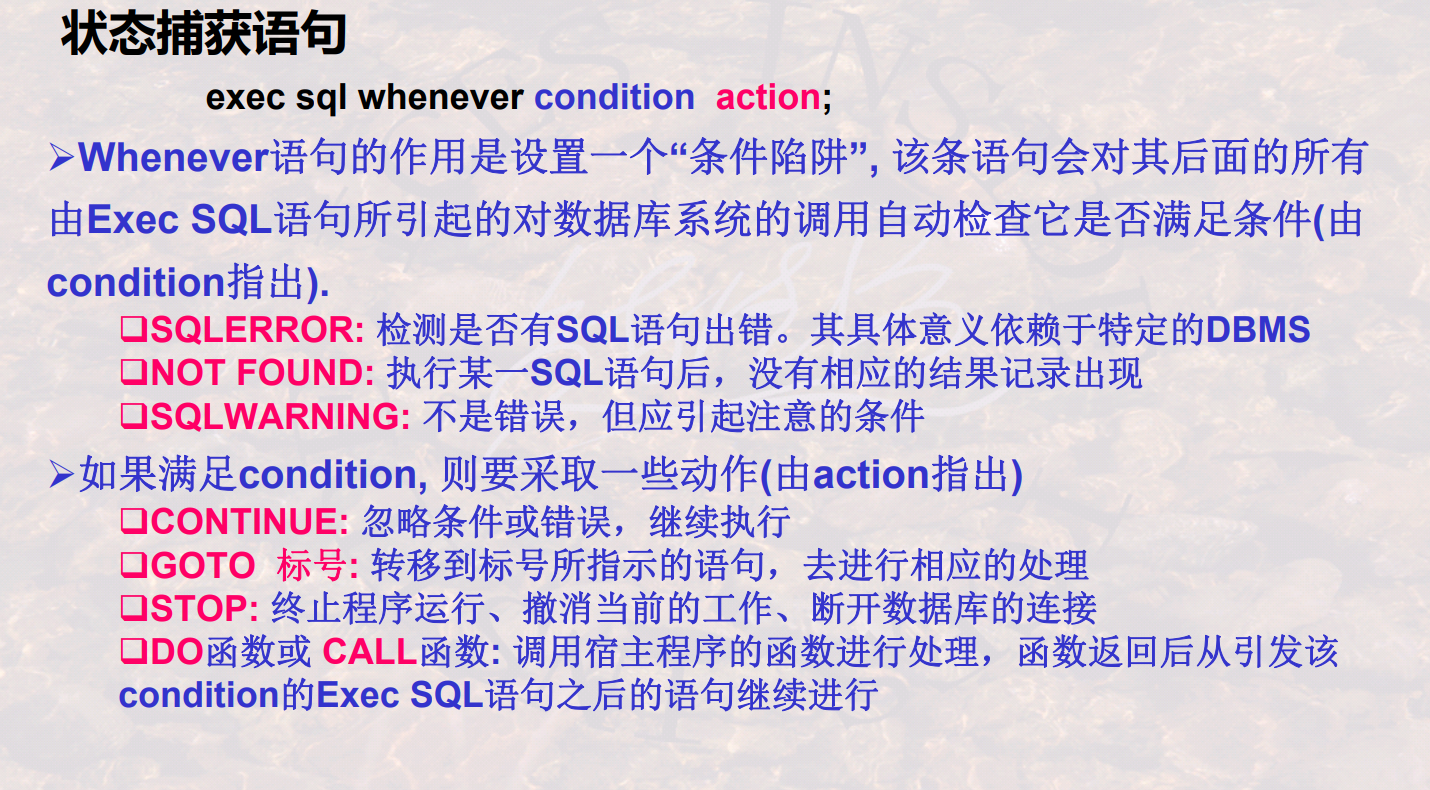 状态捕获语句
exec sql whenever condition action;
➢Whenever语句的作用是设置一个“条件陷阱”, 该条语句会对其后面的所有
由Exec SQL语句所引起的对数据库系统的调用自动检查它是否满足条件(由
condition指出).
❑SQLERROR: 检测是否有SQL语句出错。其具体意义依赖于特定的DBMS
❑NOT FOUND: 执行某一SQL语句后，没有相应的结果记录出现
❑SQLWARNING: 不是错误，但应引起注意的条件
➢如果满足condition, 则要采取一些动作(由action指出)
❑CONTINUE: 忽略条件或错误，继续执行
❑GOTO 标号: 转移到标号所指示的语句，去进行相应的处理
❑STOP: 终止程序运行、撤消当前的工作、断开数据库的连接
❑DO函数或 CALL函数: 调用宿主程序的函数进行处理，函数返回后从引发该
condition的Exec SQL语句之后的语句继续进行